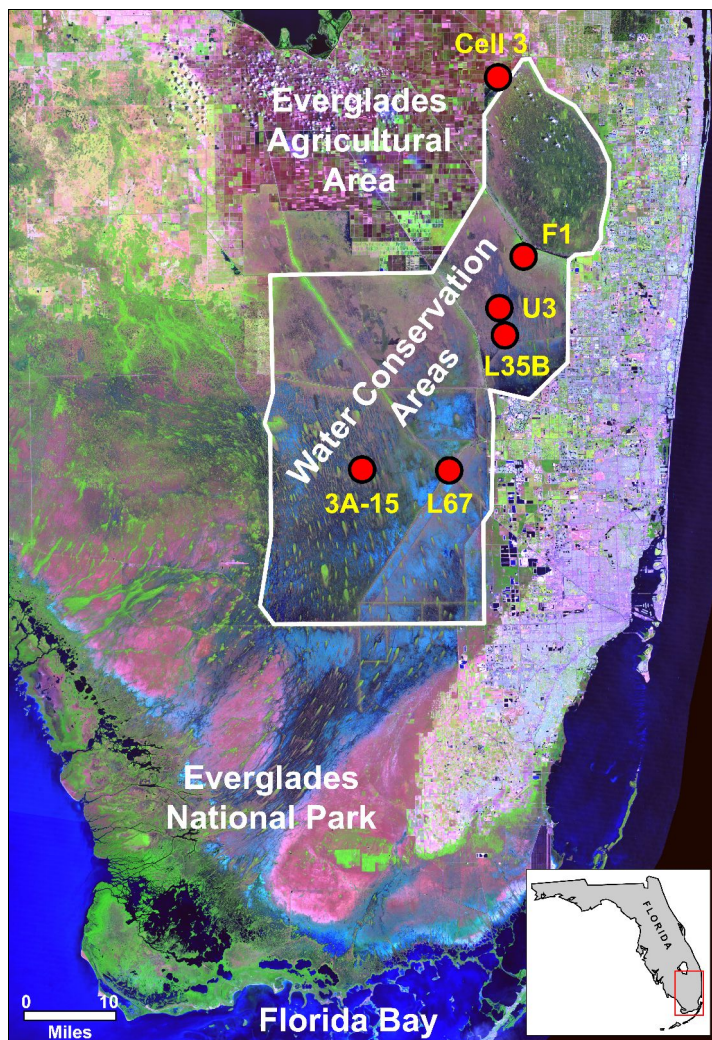 Cell 3
Everglades
Agricultural
Area
F1
U3
L35B
Water Conservation
Areas
3A-15
L67
Everglades
National Park
FLORIDA
0 10
Miles
Florida Bay